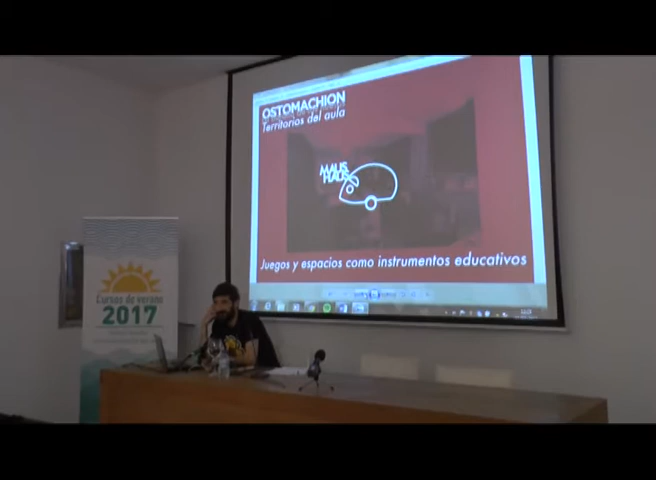 OSTOMACHION
Territorios del aula
MAUS
HAUS
Juegos y espacios como instrumentos educativos
Cursos de verano
2017